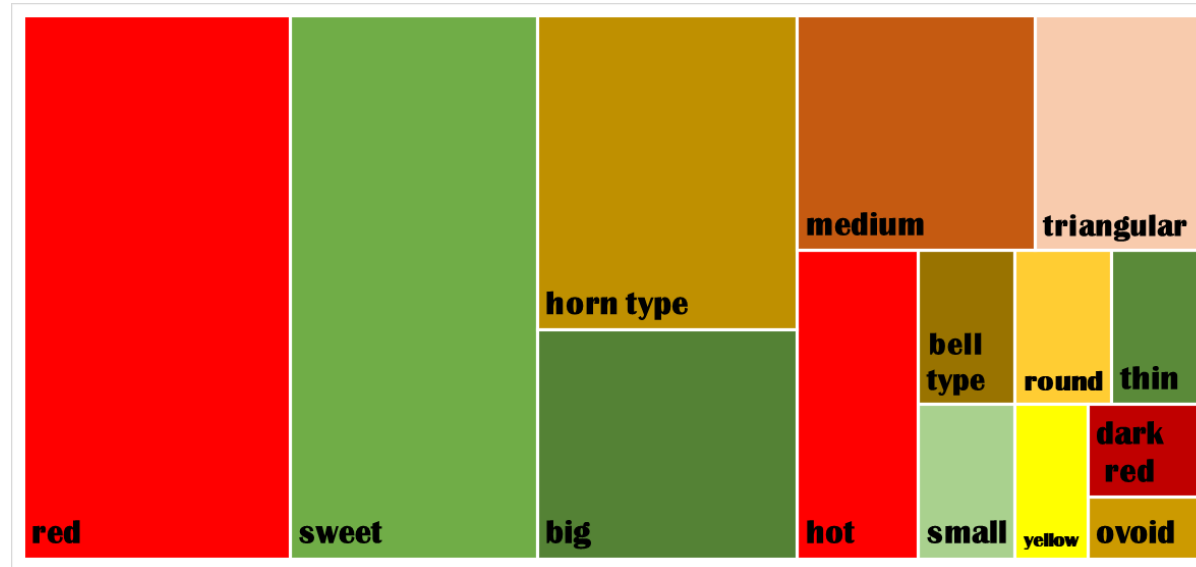 red
sweet
horn type
big
medium
triangular
hot
bell
type
round
thin
small
yellow
dark
red
ovoid